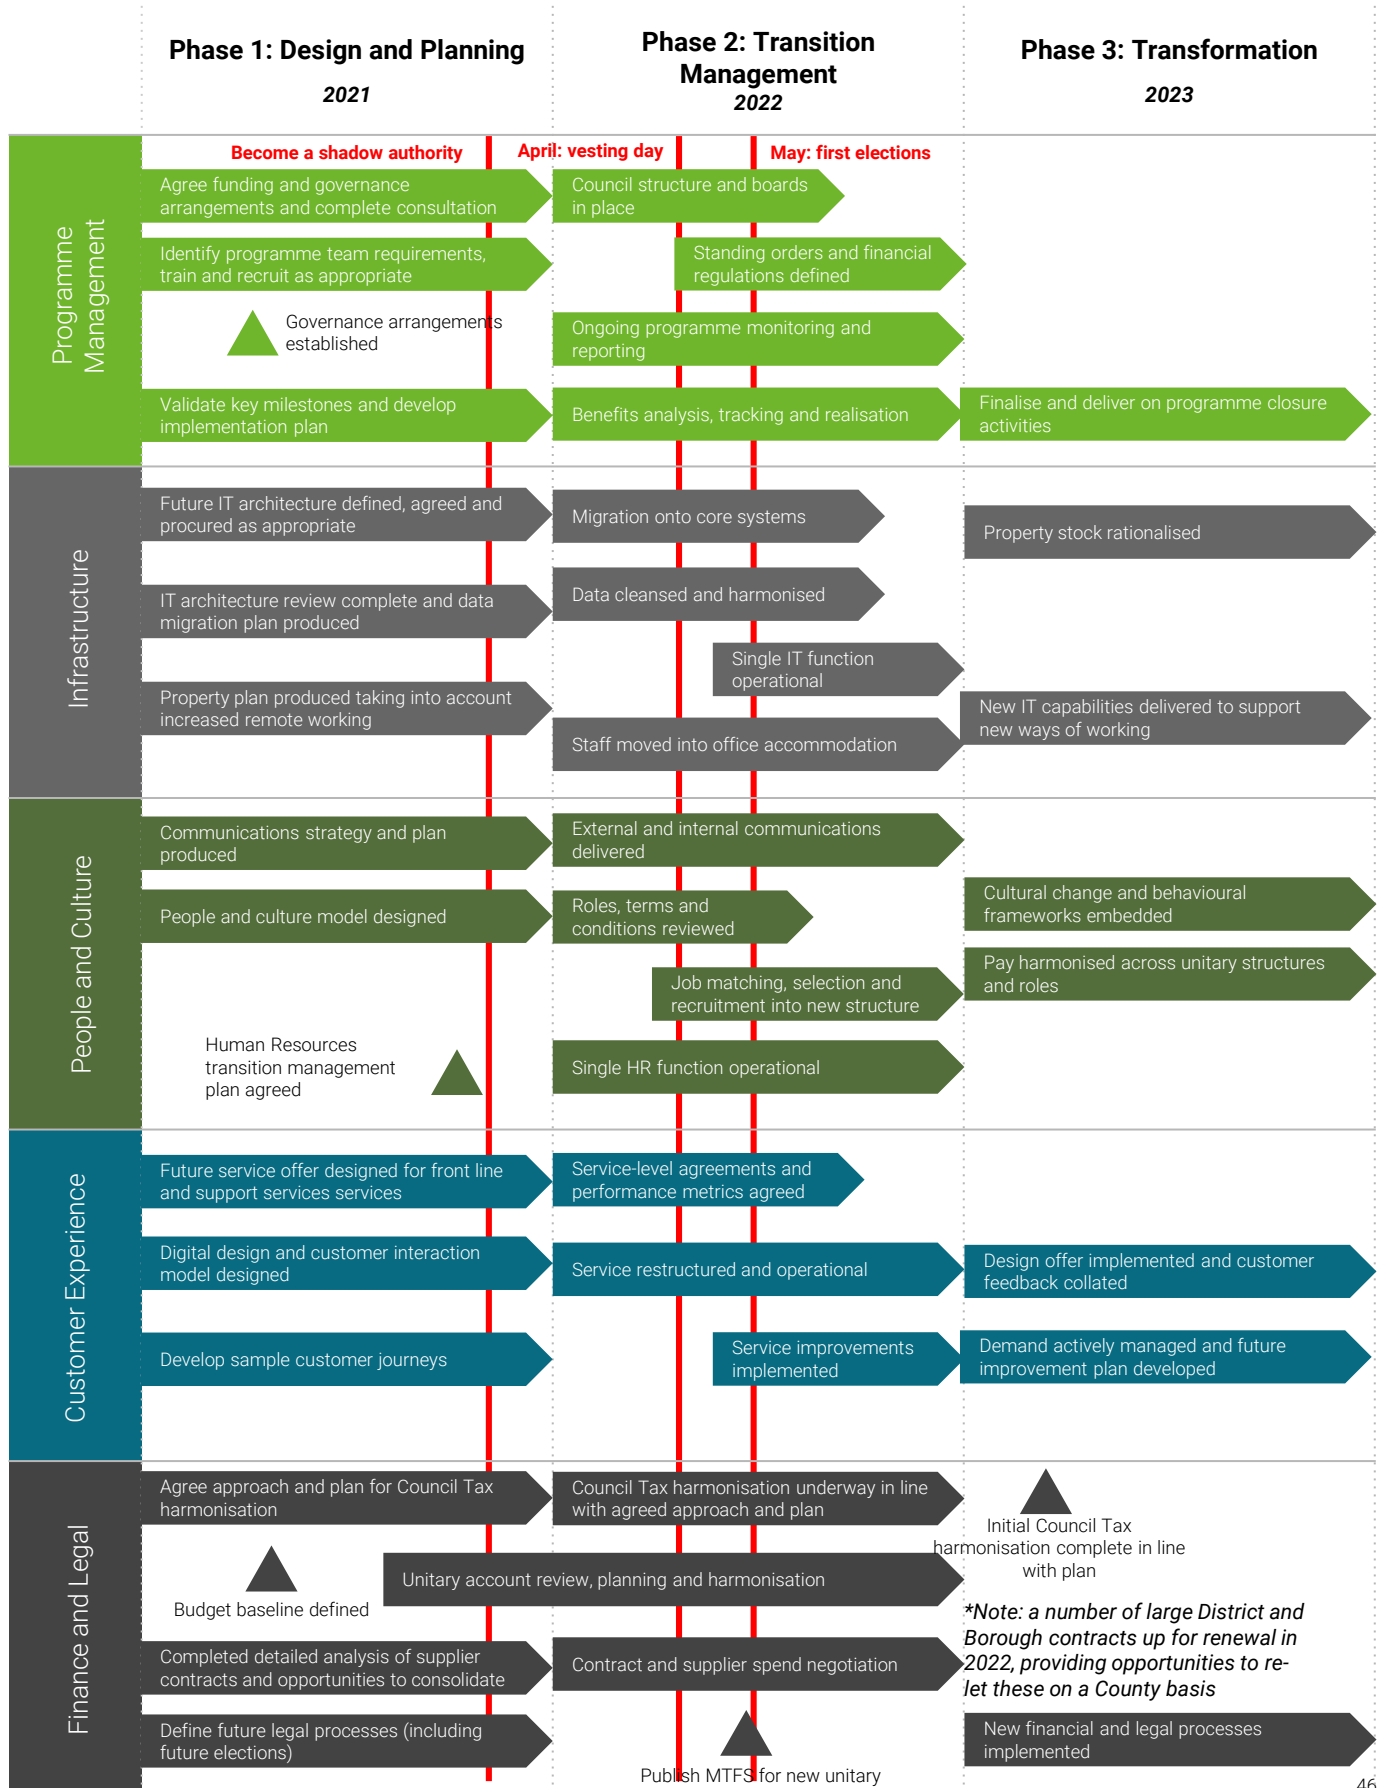 Phase 1: Design and Planning
2021
Phase 2: Transition
Management
2022
Phase 3: Transformation
2023
Become a shadow authority
April: vesting day
May: first elections
Programme
Management
Agree funding and governance
arrangements and complete consultation
Council structure and boards
in place
Identify programme team requirements,
train and recruit as appropriate
Standing orders and financial
regulations defined
Governance arrangements
established
Ongoing programme monitoring and
reporting
Validate key milestones and develop
implementation plan
Benefits analysis, tracking and realisation
Finalise and deliver on programme closure
activities
Infrastructure
Future IT architecture defined, agreed and
procured as appropriate
Migration onto core systems
Property stock rationalised
IT architecture review complete and data
migration plan produced
Data cleansed and harmonised
Single IT function
operational
Property plan produced taking into account
increased remote working
Staff moved into office accommodation
New IT capabilities delivered to support
new ways of working
People and Culture
Communications strategy and plan
produced
External and internal communications
delivered
People and culture model designed
Roles, terms and
conditions reviewed
Cultural change and behavioural
frameworks embedded
Job matching, selection and
recruitment into new structure
Pay harmonised across unitary structures
and roles
Human Resources
transition management
plan agreed
Single HR function operational
Customer Experience
Future service offer designed for front line
and support services services
Service-level agreements and
performance metrics agreed
Digital design and customer interaction
model designed
Service restructured and operational
Design offer implemented and customer
feedback collated
Develop sample customer journeys
Service improvements
implemented
Demand actively managed and future
improvement plan developed
Finance and Legal
Agree approach and plan for Council Tax
harmonisation
Council Tax harmonisation underway in line
with agreed approach and plan
Initial Council Tax
harmonisation complete in line
with plan
Budget baseline defined
Unitary account review, planning and harmonisation
*Note: a number of large District and
Borough contracts up for renewal in
2022, providing opportunities to re-
let these on a County basis
Completed detailed analysis of supplier
contracts and opportunities to consolidate
Contract and supplier spend negotiation
Define future legal processes (including
future elections)
Publish MTFS for new unitary
New financial and legal processes
implemented
46